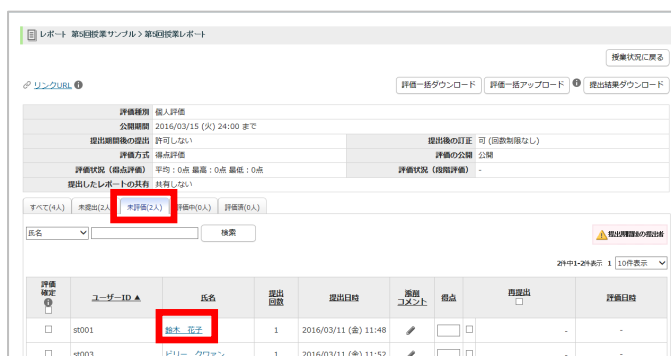 レポート 第5回授業サンプル > 第5回授業レポート
授業状況に戻る
リンクURL
評価一括ダウンロード 評価一括アップロード 提出結果ダウンロード
評価種別 個人評価
公開期間 2016/03/15 (火) 24:00 まで
提出期間後の提出 許可しない 提出後の訂正 可 (回数制限なし)
評価方式 得点評価 評価の公開 公開
評価状況（得点評価） 平均：0点 最高：0点 最低：0点 評価状況（段階評価） -
提出したレポートの共有 共有しない
すべて(4人) 未提出(2人 未評価(2人) 評価中(0人) 評価済(0人)
氏名 検索
提出期間後の提出者
2件中1-2件表示 1 10件表示
評価確定 ユーザーID ▲ 氏名 提出回数 提出日時 添削コメント 得点 再提出 評価日時
st001 鈴木 花子 1 2016/03/11 (金) 11:48 - -
st003 ビリー クワァン 1 2016/03/11 (金) 11:52 - -